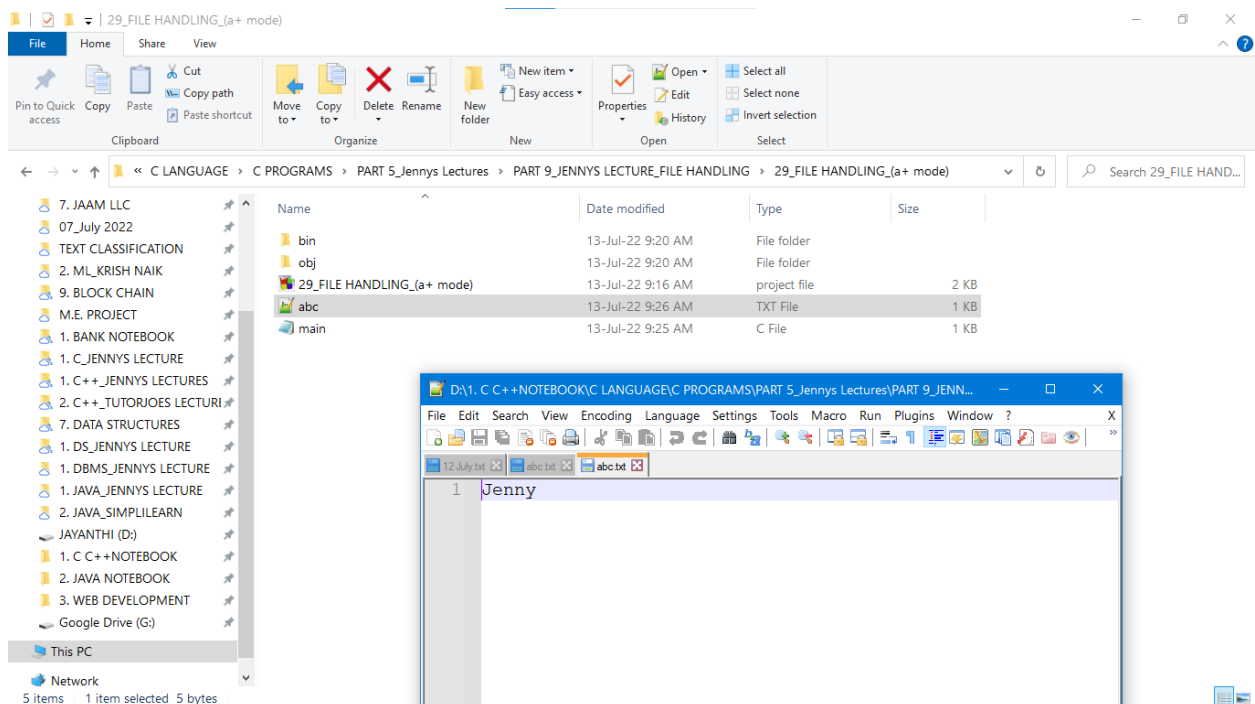 29_FILE HANDLING_(a+ mode)
File Home Share View
Pin to Quick access
Copy
Paste
Cut
Copy path
Paste shortcut
Clipboard
Move to
Copy to
Delete
Rename
Organize
New folder
New item
Easy access
New
Properties
Open
Edit
History
Open
Select all
Select none
Invert selection
Select
« C LANGUAGE > C PROGRAMS > PART 5_Jennys Lectures > PART 9_JENNYS LECTURE_FILE HANDLING > 29_FILE HANDLING_(a+ mode)
Search 29_FILE HAND...
7. JAAM LLC
07_July 2022
TEXT CLASSIFICATION
2. ML_KRISH NAIK
9. BLOCK CHAIN
M.E. PROJECT
1. BANK NOTEBOOK
1. C_JENNYS LECTURE
1. C++_JENNYS LECTURES
2. C++_TUTORJOES LECTURE
7. DATA STRUCTURES
1. DS_JENNYS LECTURE
1. DBMS_JENNYS LECTURE
1. JAVA_JENNYS LECTURE
2. JAVA_SIMPLILEARN
JAYANTHI (D:)
1. C C++NOTEBOOK
2. JAVA NOTEBOOK
3. WEB DEVELOPMENT
Google Drive (G:)
This PC
Network
Name Date modified Type Size
bin 13-Jul-22 9:20 AM File folder
obj 13-Jul-22 9:20 AM File folder
29_FILE HANDLING_(a+ mode) 13-Jul-22 9:16 AM project file 2 KB
abc 13-Jul-22 9:26 AM TXT File 1 KB
main 13-Jul-22 9:25 AM C File 1 KB
D:\1. C C++NOTEBOOK\C LANGUAGE\C PROGRAMS\PART 5_Jennys Lectures\PART 9_JENN...
File Edit Search View Encoding Language Settings Tools Macro Run Plugins Window ? X
12 July.txt abc.txt abc.txt
1 Jenny
5 items 1 item selected 5 bytes